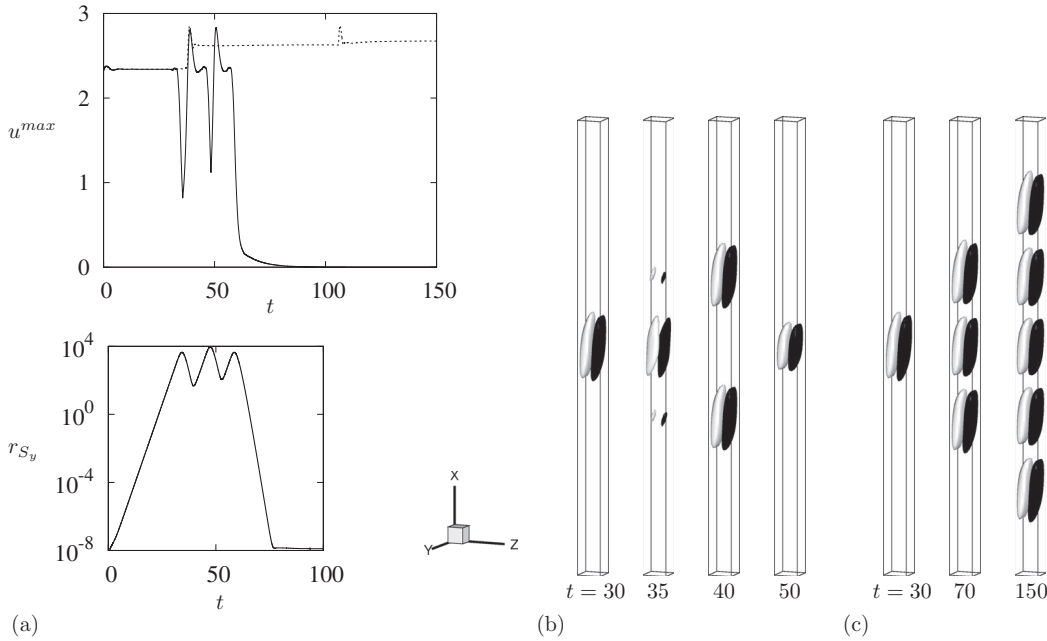 3
2
1
0
u^{max}
0 50 100 150
t
10^4
10^0
10^{-4}
10^{-8}
r_{S_y}
0 50 100
t
X
Y
Z
t = 30 35 40 50
t = 30 70 150
(a)
(b)
(c)